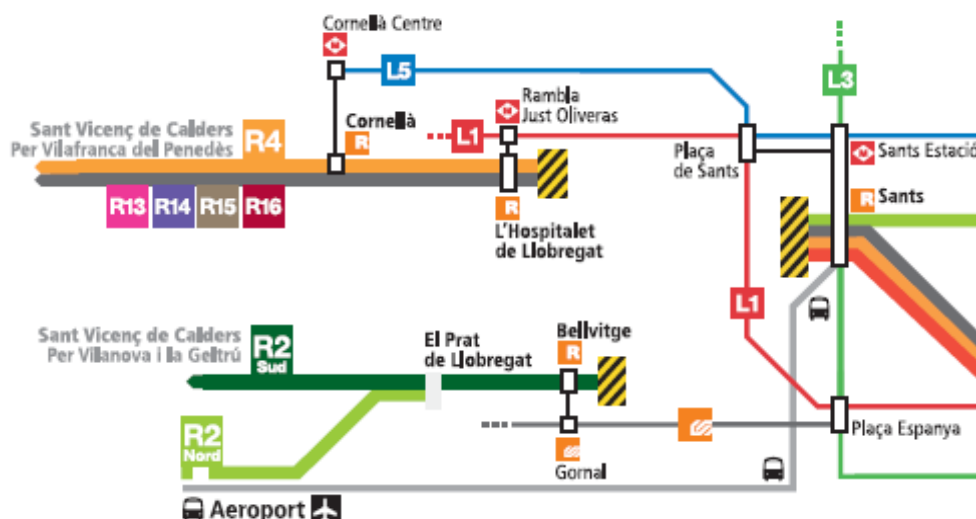 Cornellà Centre
L5
L3
Rambla
Just Oliveras
Sant Vicenç de Calders
Per Vilafranca del Penedès
R4
Cornellà
R
L1
Plaça
de Sants
M
Sants Estació
R
Sants
R13
R14
R15
R16
R
L'Hospitalet
de Llobregat
L1
Sant Vicenç de Calders
Per Vilanova i la Geltrú
R2
Sud
El Prat
de Llobregat
Bellvitge
R
R2
Nord
Gornal
Plaça Espanya
Aeroport